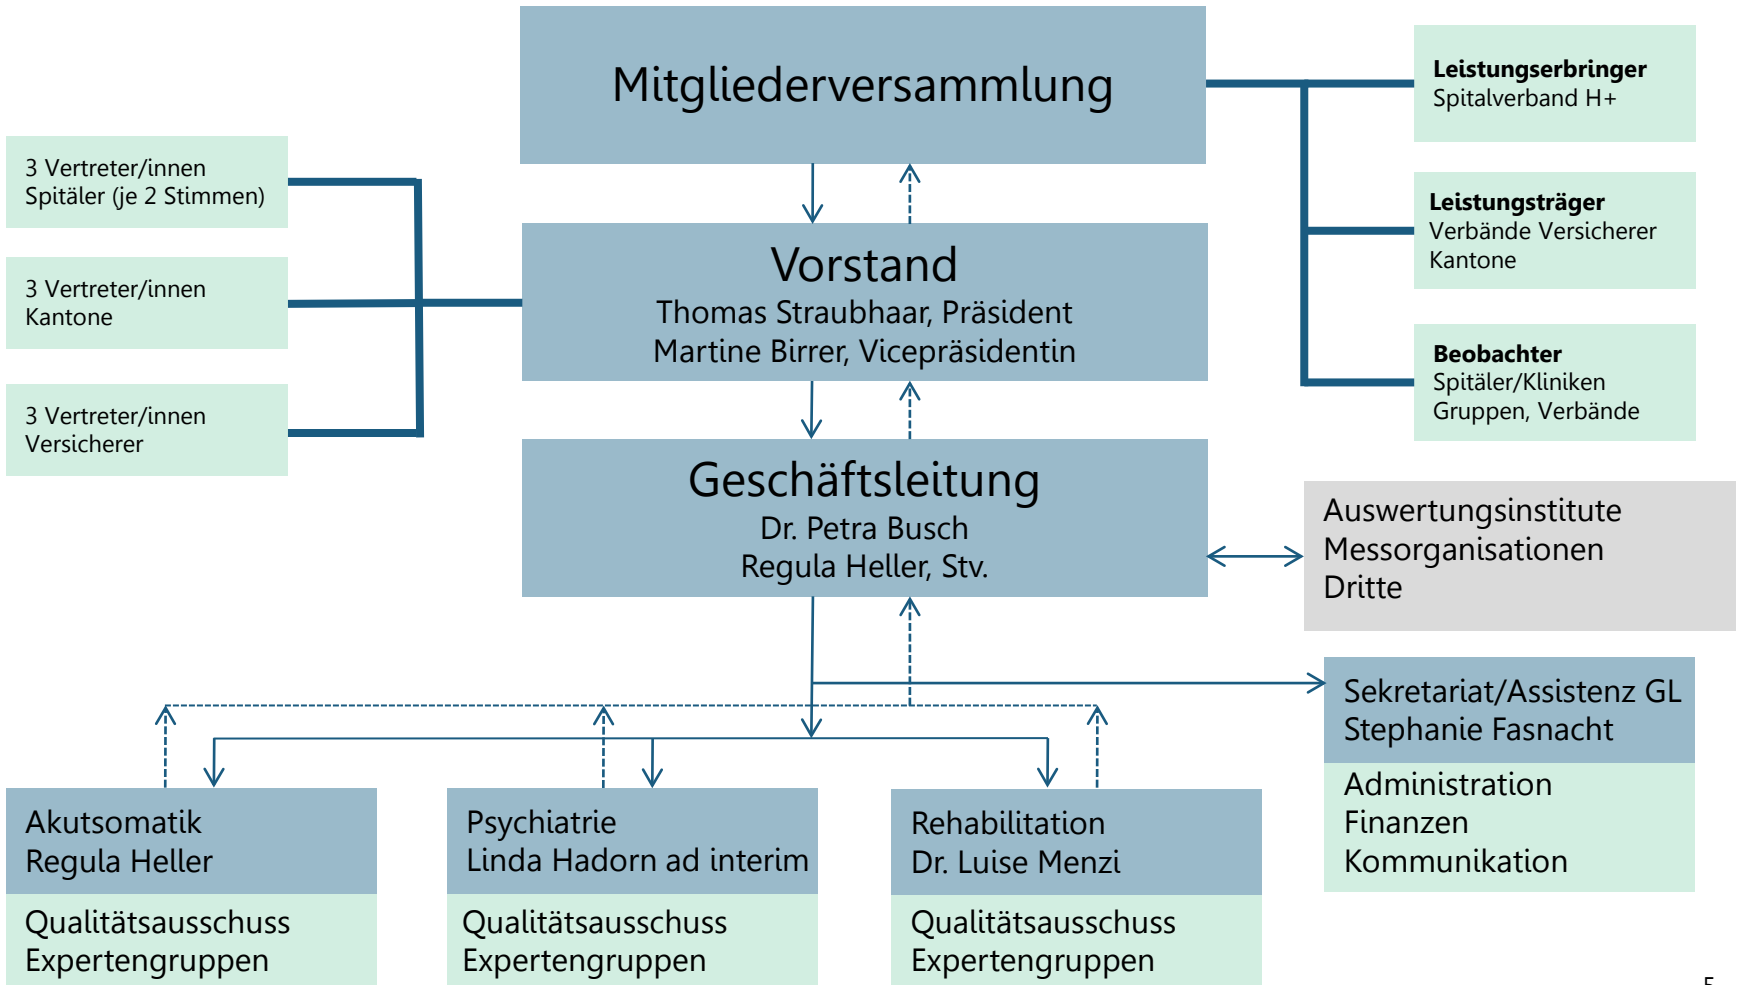 Mitgliederversammlung
Leistungserbringer
Spitalverband H+
3 Vertreter/innen
Spitäler (je 2 Stimmen)
Leistungsträger
Verbände Versicherer
Kantone
Vorstand
Thomas Straubhaar, Präsident
Martine Birrer, Vicepräsidentin
3 Vertreter/innen
Kantone
Beobachter
Spitäler/Kliniken
Gruppen, Verbände
3 Vertreter/innen
Versicherer
Geschäftsleitung
Dr. Petra Busch
Regula Heller, Stv.
Auswertungsinstitute
Messorganisationen
Dritte
Sekretariat/Assistenz GL
Stephanie Fasnacht
Administration
Finanzen
Kommunikation
Akutsomatik
Regula Heller
Qualitätsausschuss
Expertengruppen
Psychiatrie
Linda Hadorn ad interim
Qualitätsausschuss
Expertengruppen
Rehabilitation
Dr. Luise Menzi
Qualitätsausschuss
Expertengruppen
5